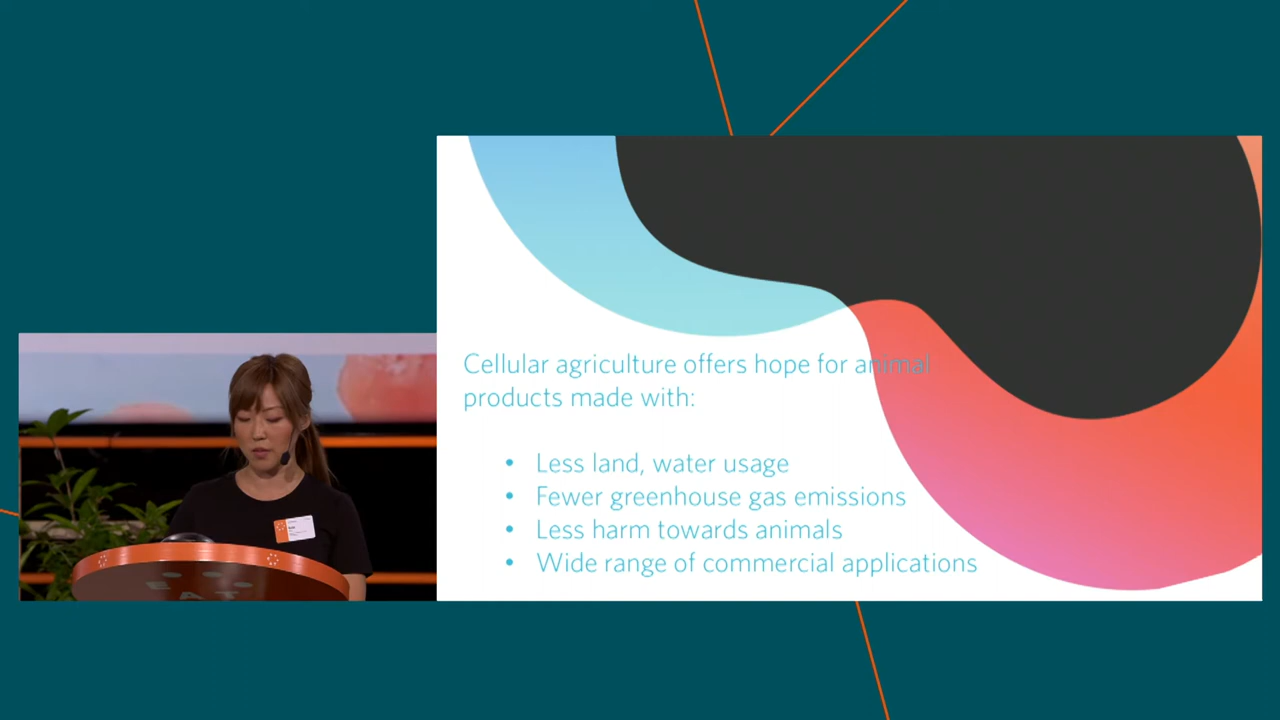 Cellular agriculture offers hope for animal
products made with:
• Less land, water usage
• Fewer greenhouse gas emissions
• Less harm towards animals
• Wide range of commercial applications
EAT